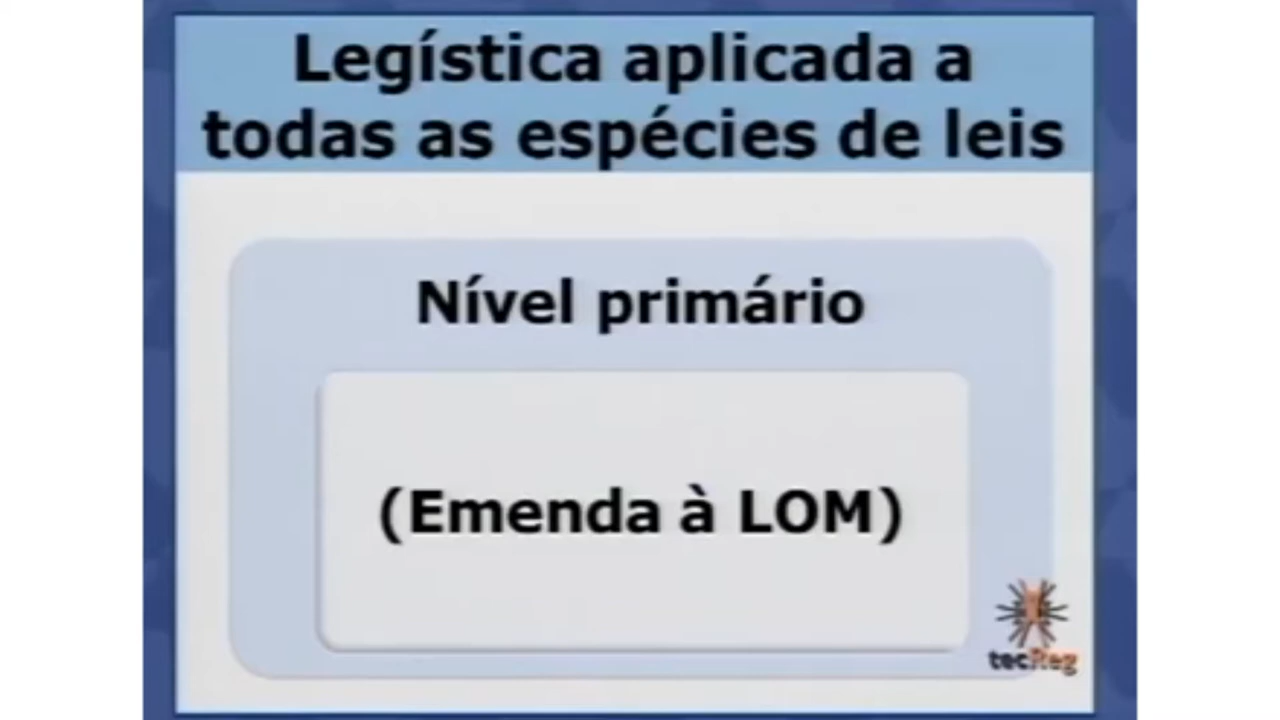 Legística aplicada a
todas as espécies de leis
Nível primário
(Emenda à LOM)
tecReg